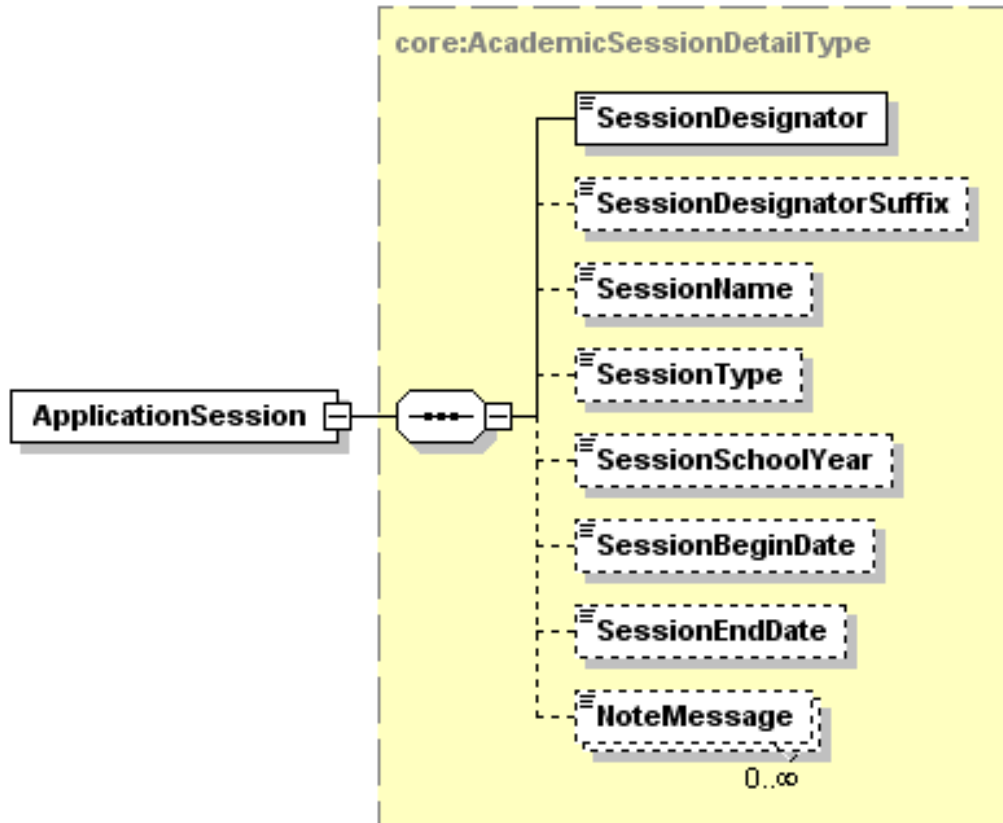 core:AcademicSessionDetailType
SessionDesignator
SessionDesignatorSuffix
SessionName
SessionType
ApplicationSession
SessionSchoolYear
SessionBeginDate
SessionEndDate
NoteMessage
0..∞